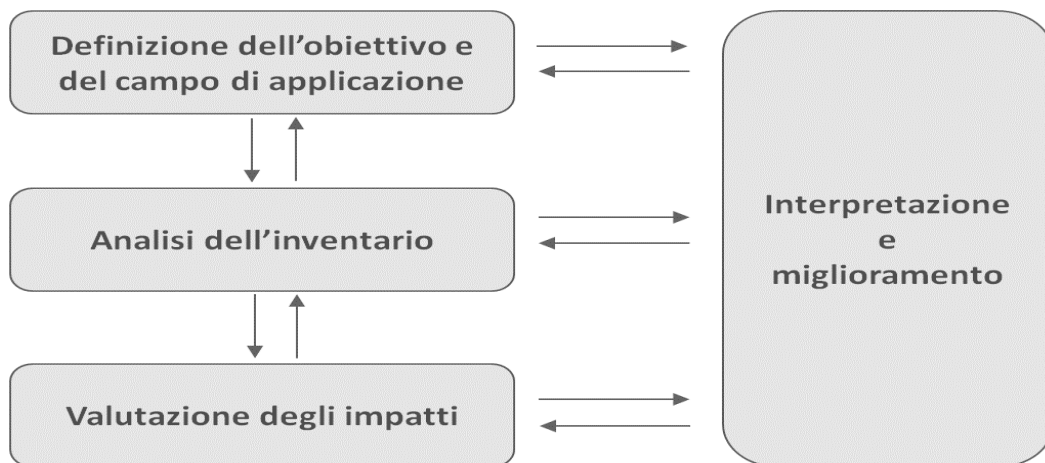 Definizione dell’obiettivo e
del campo di applicazione
Analisi dell’inventario
Valutazione degli impatti
Interpretazione
e
miglioramento